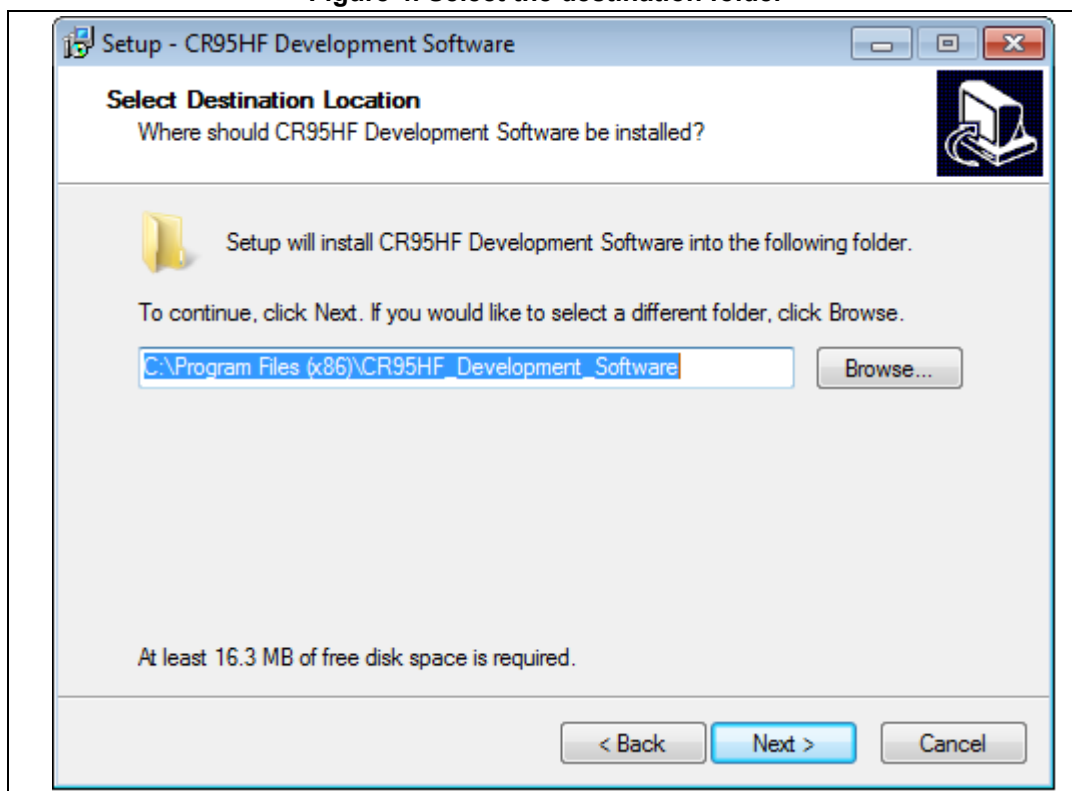 Figure 4. Select the destination folder
Setup - CR95HF Development Software
Select Destination Location
Where should CR95HF Development Software be installed?
Setup will install CR95HF Development Software into the following folder.
To continue, click Next. If you would like to select a different folder, click Browse.
C:\Program Files (x86)\CR95HF_Development_Software
Browse...
At least 16.3 MB of free disk space is required.
< Back
Next >
Cancel